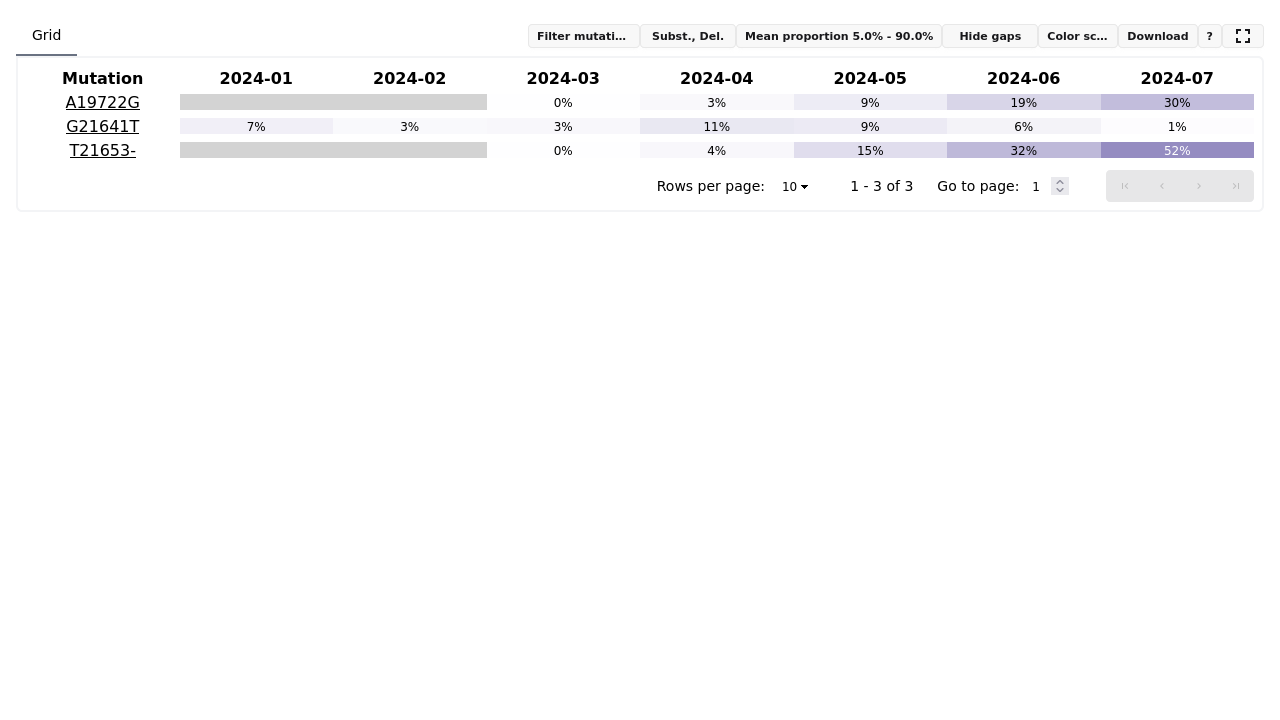 Grid
Filter mutati... Subst., Del. Mean proportion 5.0% - 90.0% Hide gaps Color sc... Download ?
Mutation 2024-01 2024-02 2024-03 2024-04 2024-05 2024-06 2024-07
A19722G 0% 3% 9% 19% 30%
G21641T 7% 3% 3% 11% 9% 6% 1%
T21653- 0% 4% 15% 32% 52%
Rows per page: 10 1 - 3 of 3 Go to page: 1